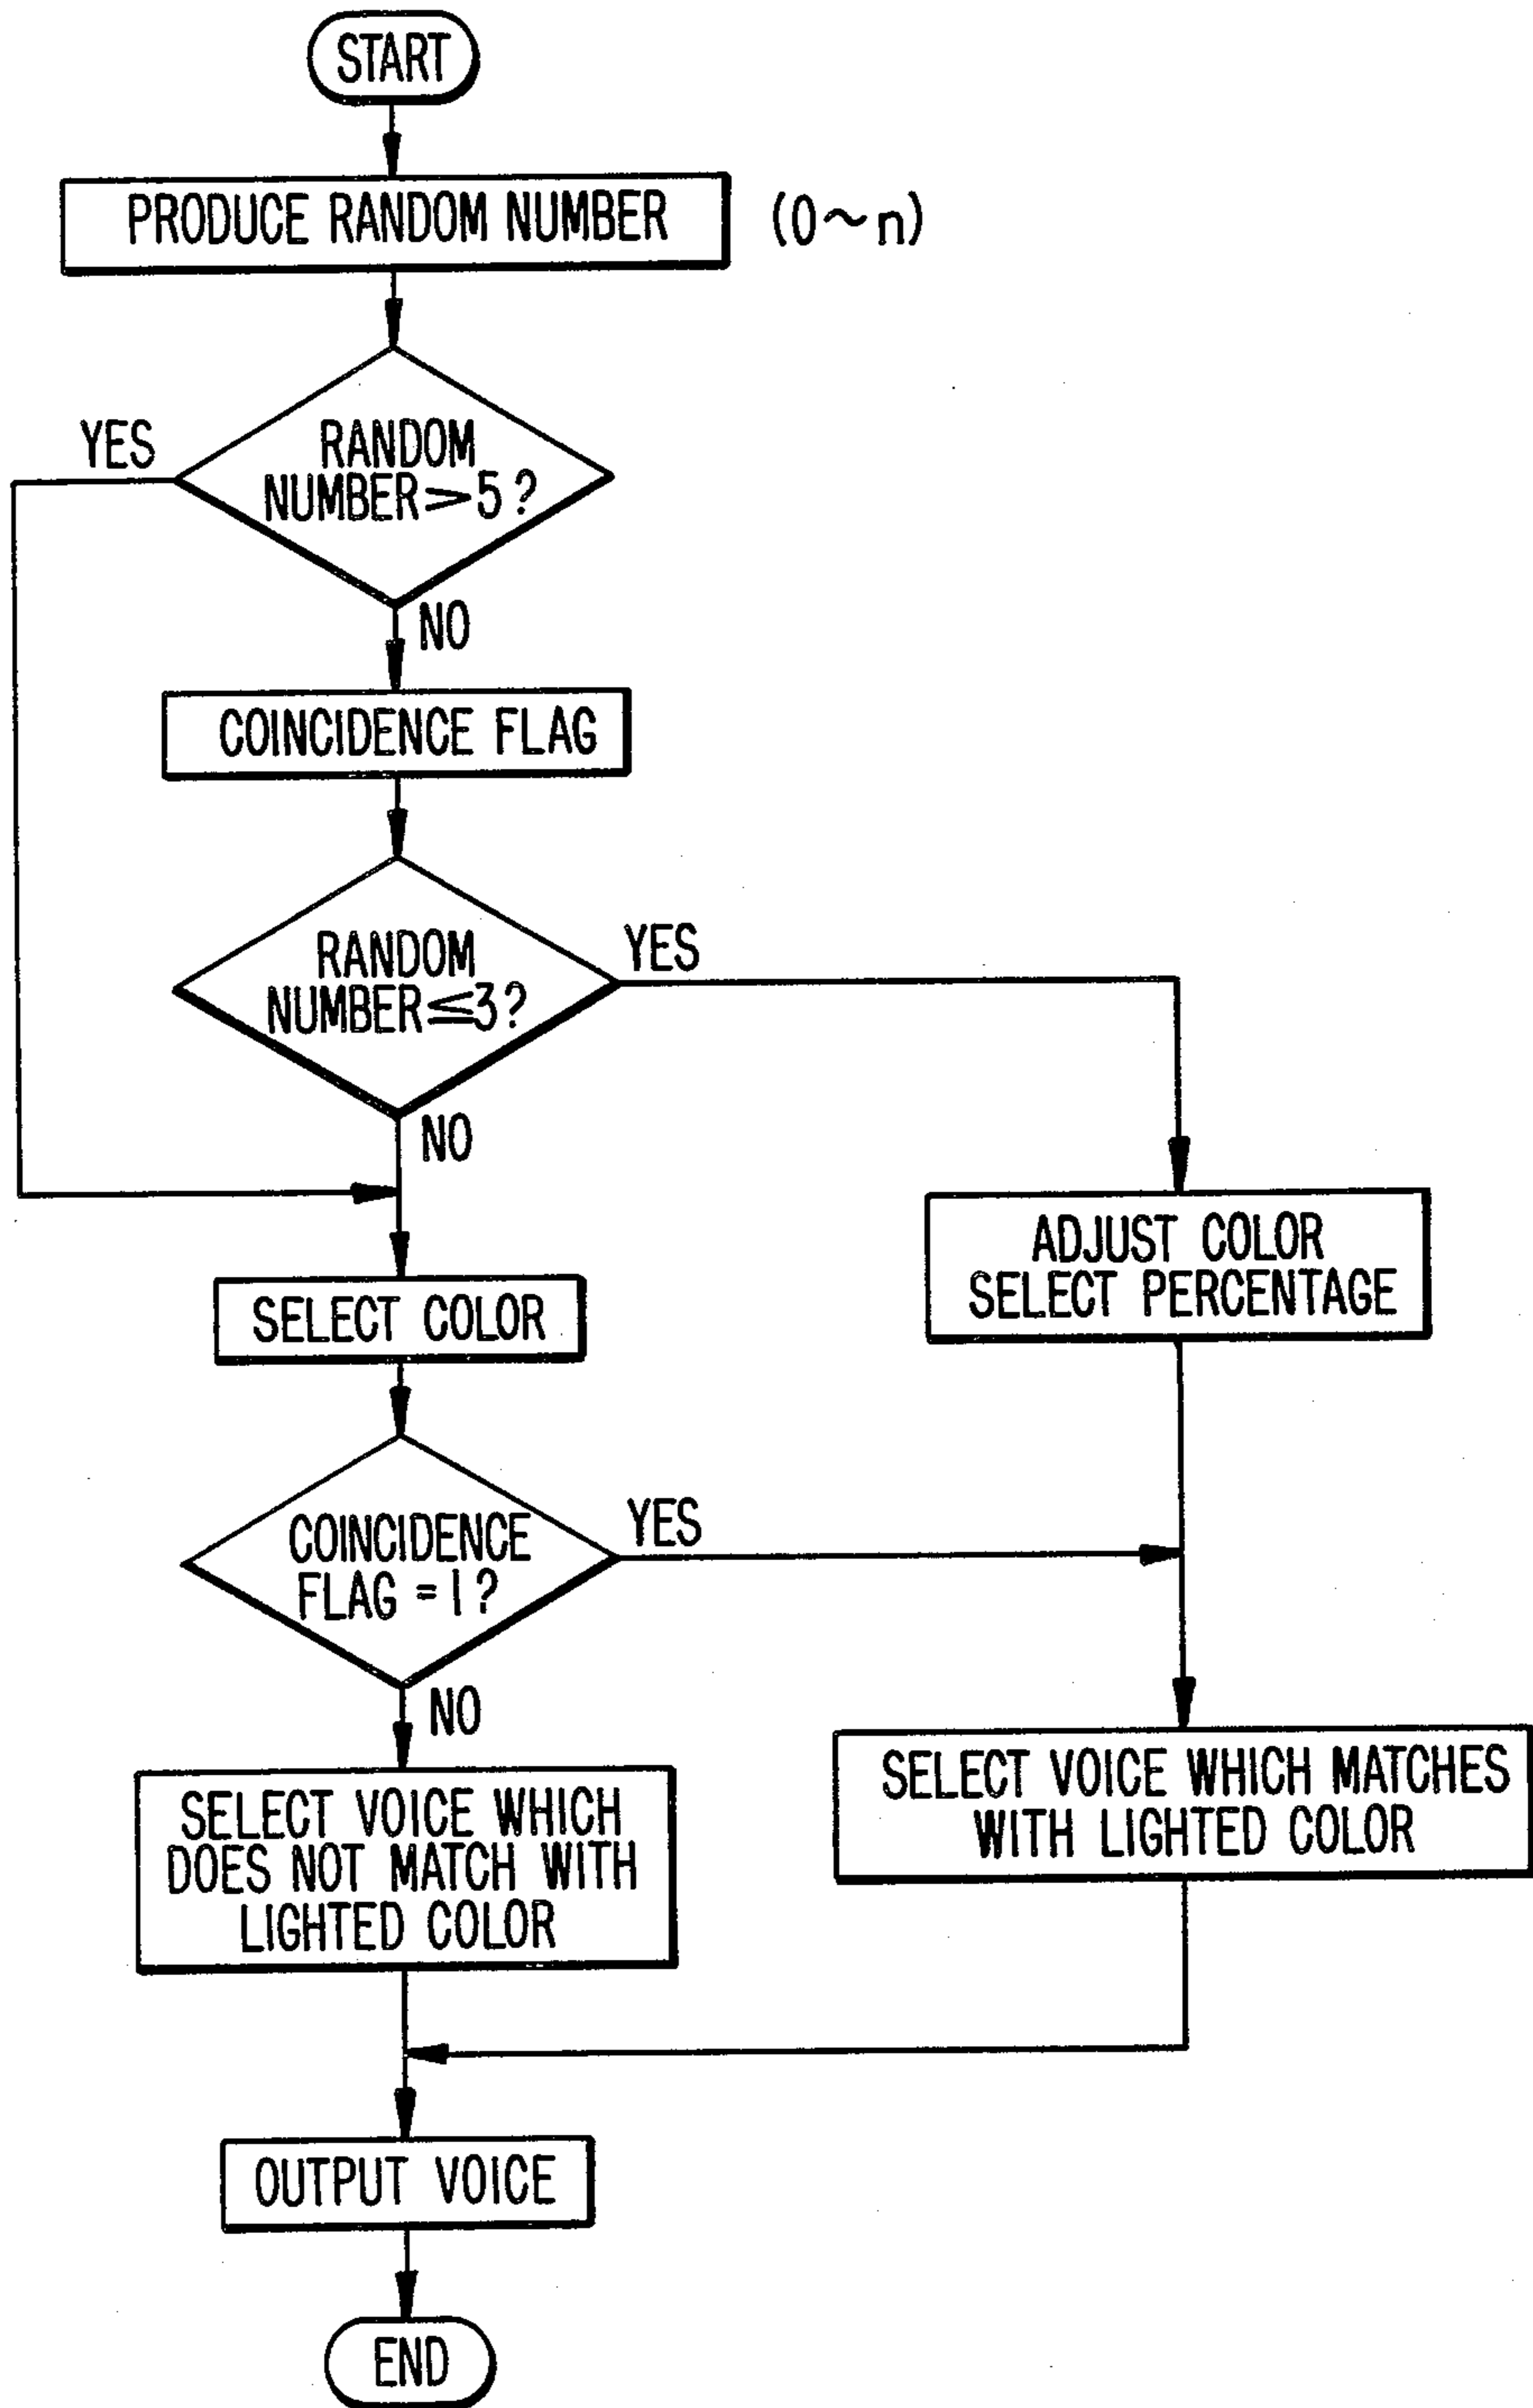 START
PRODUCE RANDOM NUMBER (0~n)
RANDOM
NUMBER>5?
YES
NO
COINCIDENCE FLAG
RANDOM
NUMBER≦3?
YES
NO
ADJUST COLOR
SELECT PERCENTAGE
SELECT COLOR
COINCIDENCE
FLAG=1?
YES
NO
SELECT VOICE WHICH
DOES NOT MATCH WITH
LIGHTED COLOR
SELECT VOICE WHICH MATCHES
WITH LIGHTED COLOR
OUTPUT VOICE
END